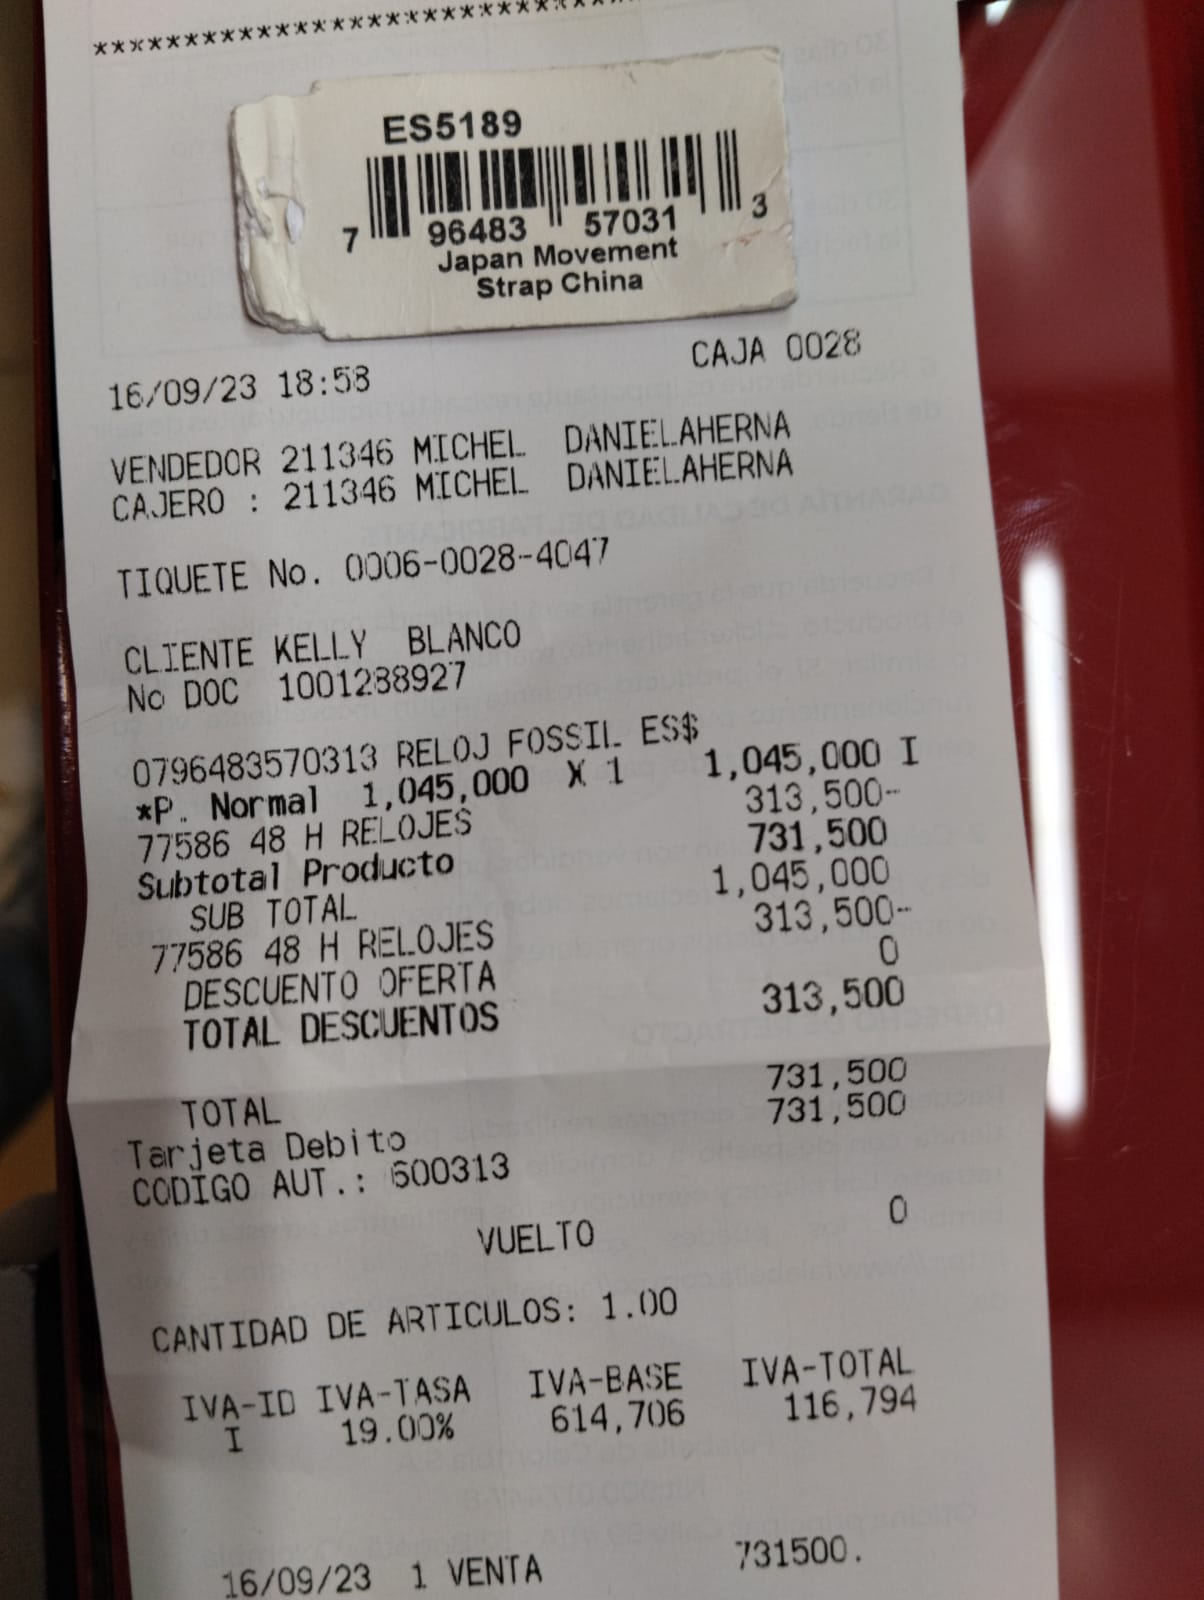 ****************************
ES5189
7 96483 57031 3
Japan Movement
Strap China
16/09/23 18:58 CAJA 0028
VENDEDOR 211346 MICHEL DANIELAHERNA
CAJERO : 211346 MICHEL DANIELAHERNA
TIQUETE No. 0006-0028-4047
CLIENTE KELLY BLANCO
No DOC 1001288927
0796483570313 RELOJ FOSSIL ES$
*P. Normal 1,045,000 X 1 1,045,000 I
77586 48 H RELOJES 313,500-
Subtotal Producto 731,500
SUB TOTAL 1,045,000
77586 48 H RELOJES 313,500-
DESCUENTO OFERTA 0
TOTAL DESCUENTOS 313,500
TOTAL 731,500
Tarjeta Debito 731,500
CODIGO AUT.: 600313
VUELTO 0
CANTIDAD DE ARTICULOS: 1.00
IVA-ID IVA-TASA IVA-BASE IVA-TOTAL
I 19.00% 614,706 116,794
16/09/23 1 VENTA 731500.